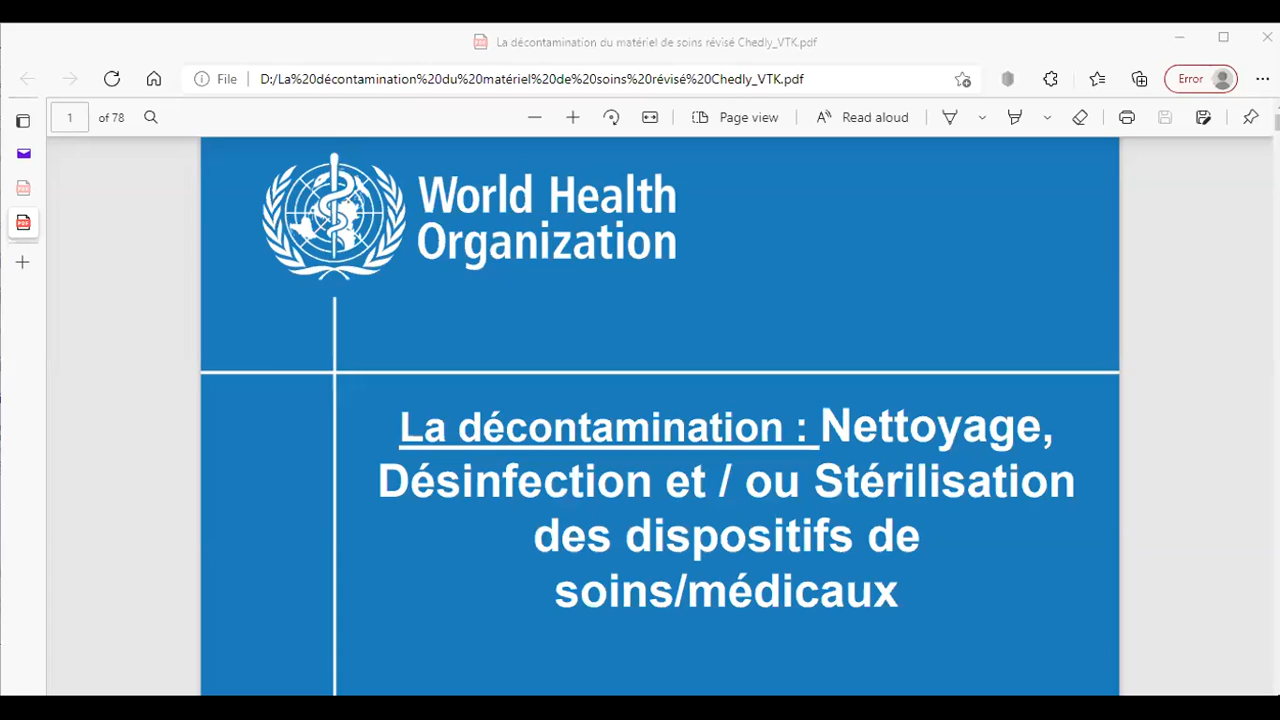 La décontamination du matériel de soins révisé Chedly_VTK.pdf
File D:/La%20décontamination%20du%20matériel%20de%20soins%20révisé%20Chedly_VTK.pdf Error
1 of 78 Page view Read aloud
World Health
Organization
La décontamination : Nettoyage,
Désinfection et / ou Stérilisation
des dispositifs de
soins/médicaux